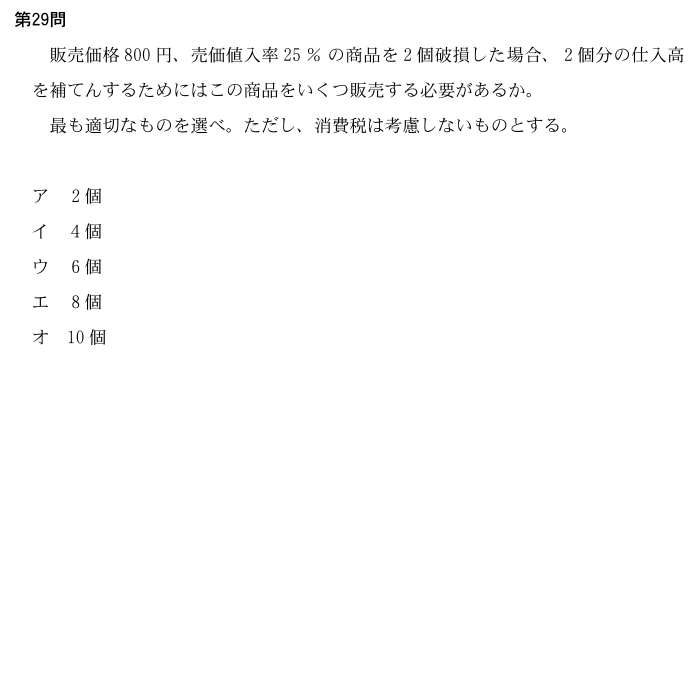 第29問
販売価格 800 円、売価値入率 25 % の商品を 2 個破損した場合、 2 個分の仕入高
を補てんするためにはこの商品をいくつ販売する必要があるか。
最も適切なものを選べ。ただし、消費税は考慮しないものとする。
ア 2 個
イ 4 個
ウ 6 個
エ 8 個
オ 10 個